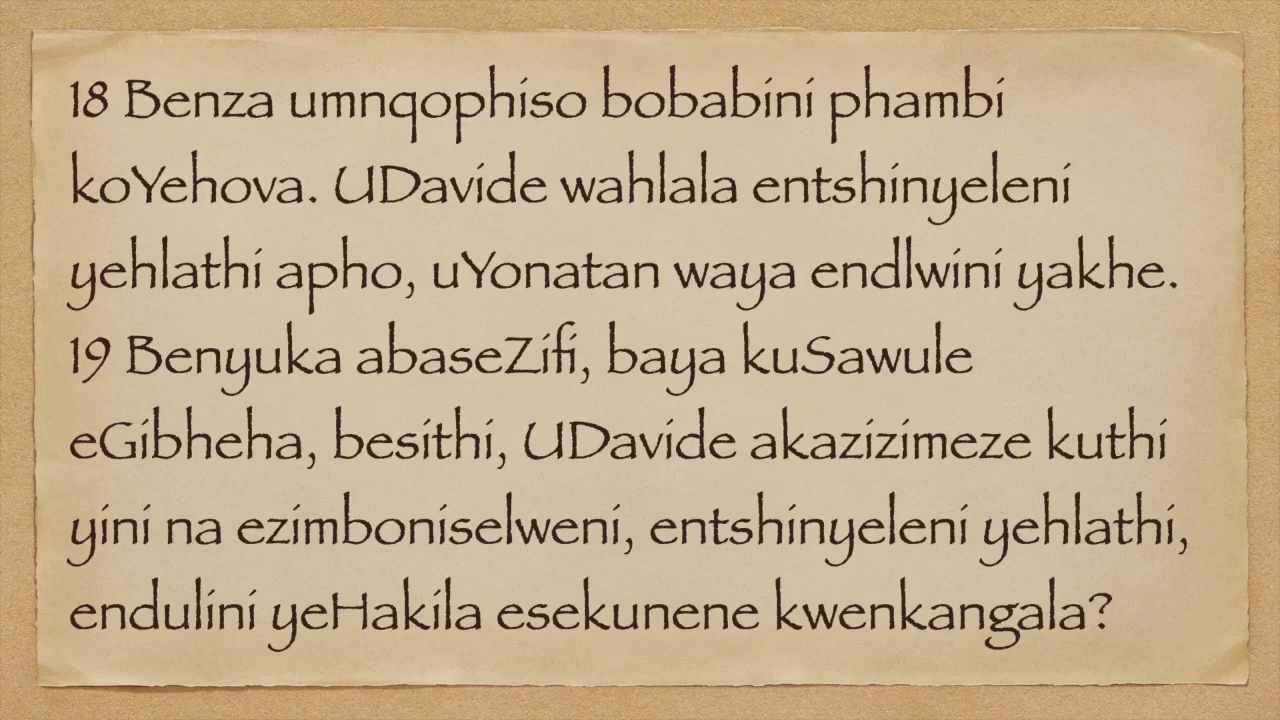 18 Benza umnqophiso bobabini phambi
koYehova. UDavide wahlala entshinyeleni
yehlathi apho, uYonatan waya endlwini yakhe.
19 Benyuka abaseZifi, baya kuSawule
eGibheha, besithi, UDavide akazizimeze kuthi
yini na ezimboniselweni, entshinyeleni yehlathi,
endulini yeHakila esekunene kwenkangala?